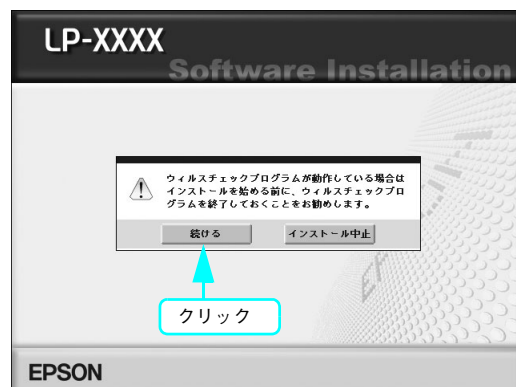 LP-XXXX
Software Installation
ウィルスチェックプログラムが動作している場合は
インストールを始める前に、ウィルスチェックプロ
グラムを終了しておくことをお勧めします。
続ける
インストール中止
クリック
EPSON